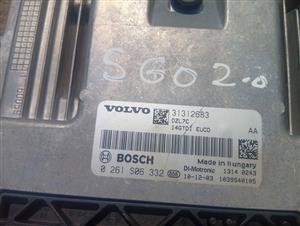 S60 2.0
VOLVO 31312683
DZL7C
I4GTDI EUCD AA
BOSCH Made in Hungary
DI-Motronic 1314 0243
0 261 S06 332 10-12-03 1039S40105